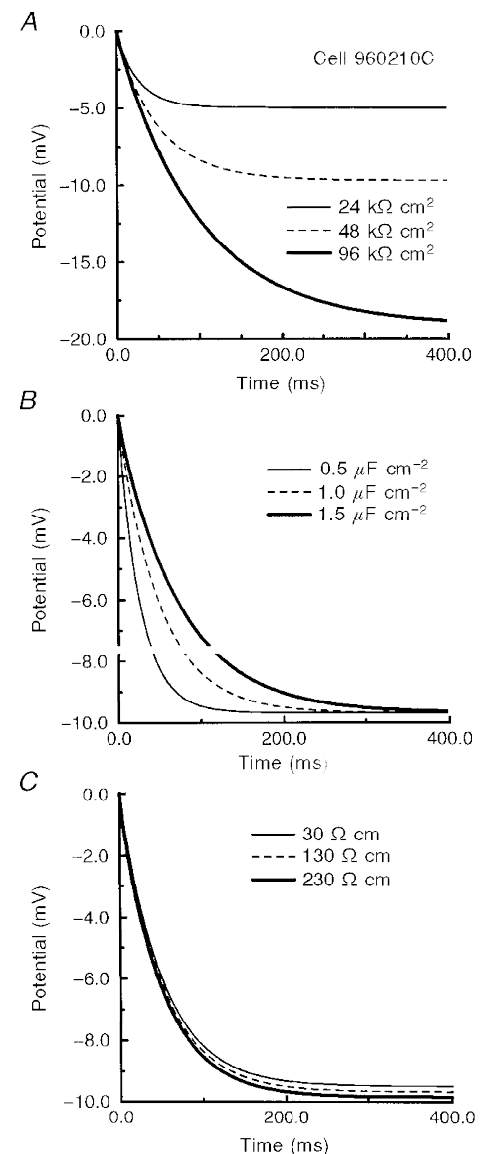 A
0.0
Cell 960210C
-5.0
-10.0
-15.0
-20.0
Potential (mV)
24 kΩ cm²
48 kΩ cm²
96 kΩ cm²
0.0 200.0 400.0
Time (ms)
B
0.0
-2.0
-4.0
-6.0
-8.0
-10.0
Potential (mV)
0.5 μF cm⁻²
1.0 μF cm⁻²
1.5 μF cm⁻²
0.0 200.0 400.0
Time (ms)
C
0.0
-2.0
-4.0
-6.0
-8.0
-10.0
Potential (mV)
30 Ω cm
130 Ω cm
230 Ω cm
0.0 200.0 400.0
Time (ms)